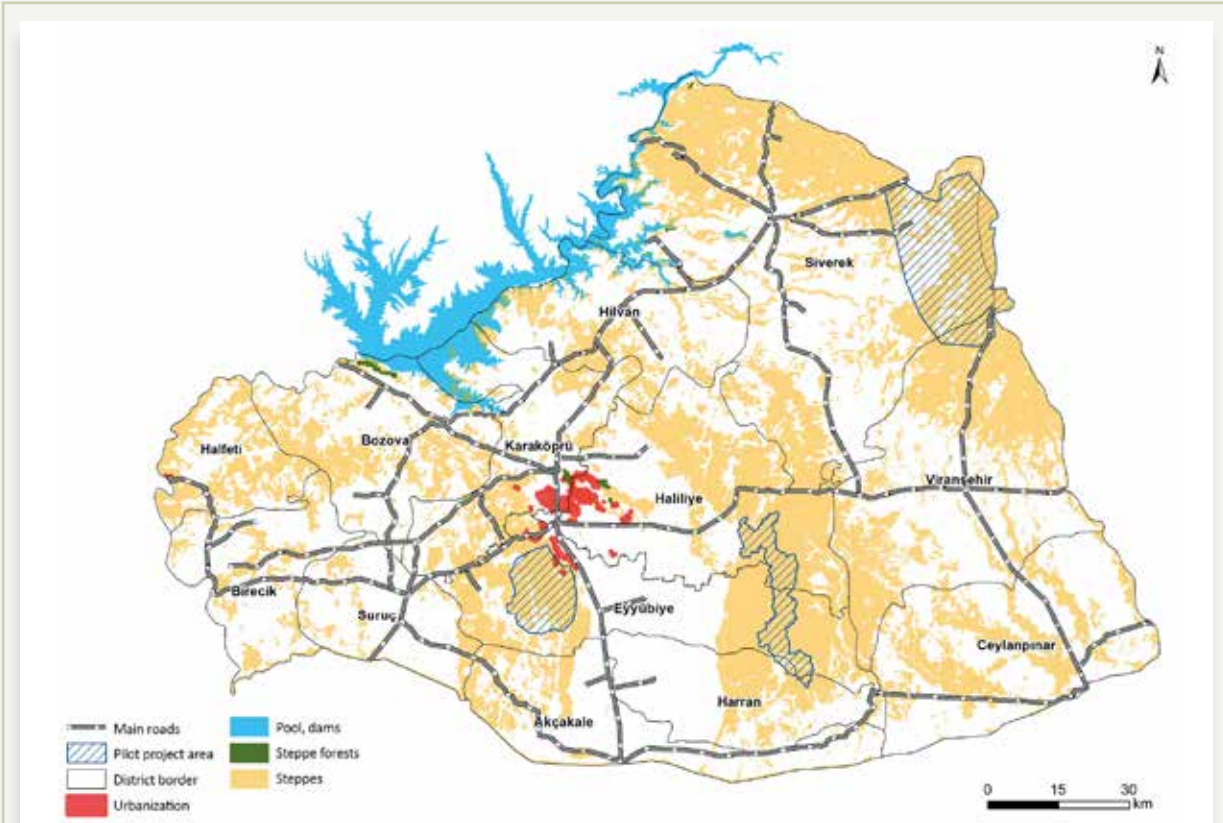 N
Siverek
Hilvan
Halfeti
Bozova
Karaköprü
Haliliye
Viranşehir
Birecik
Suruç
Eyyübiye
Ceylanpınar
Harran
Akçakale
Main roads
Pilot project area
District border
Urbanization
Pool, dams
Steppe forests
Steppes
0 15 30
km